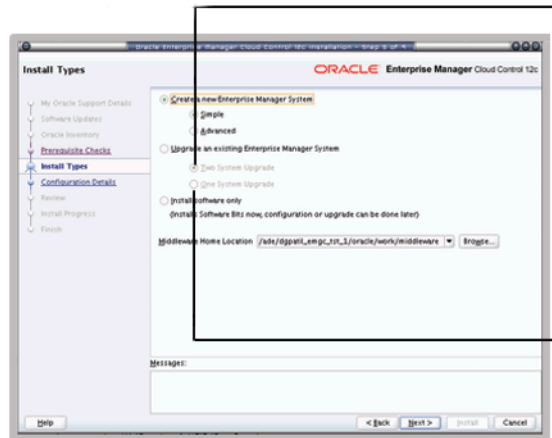 Oracle Enterprise Manager Cloud Control 12c Installation - Step 5 of 9
Install Types
ORACLE Enterprise Manager Cloud Control 12c
My Oracle Support Details
Software Updates
Oracle Inventory
Prerequisite Checks
Install Types
Configuration Details
Review
Install Progress
Finish
Create a new Enterprise Manager System
Simple
Advanced
Upgrade an existing Enterprise Manager System
Two System Upgrade
One System Upgrade
Install software only
(Installs Software Bits now, configuration or upgrade can be done later)
Middleware Home Location /ade/dgpatil_emgc_tst_1/oracle/work/middleware Browse...
Messages:
Help < Back Next > Install Cancel